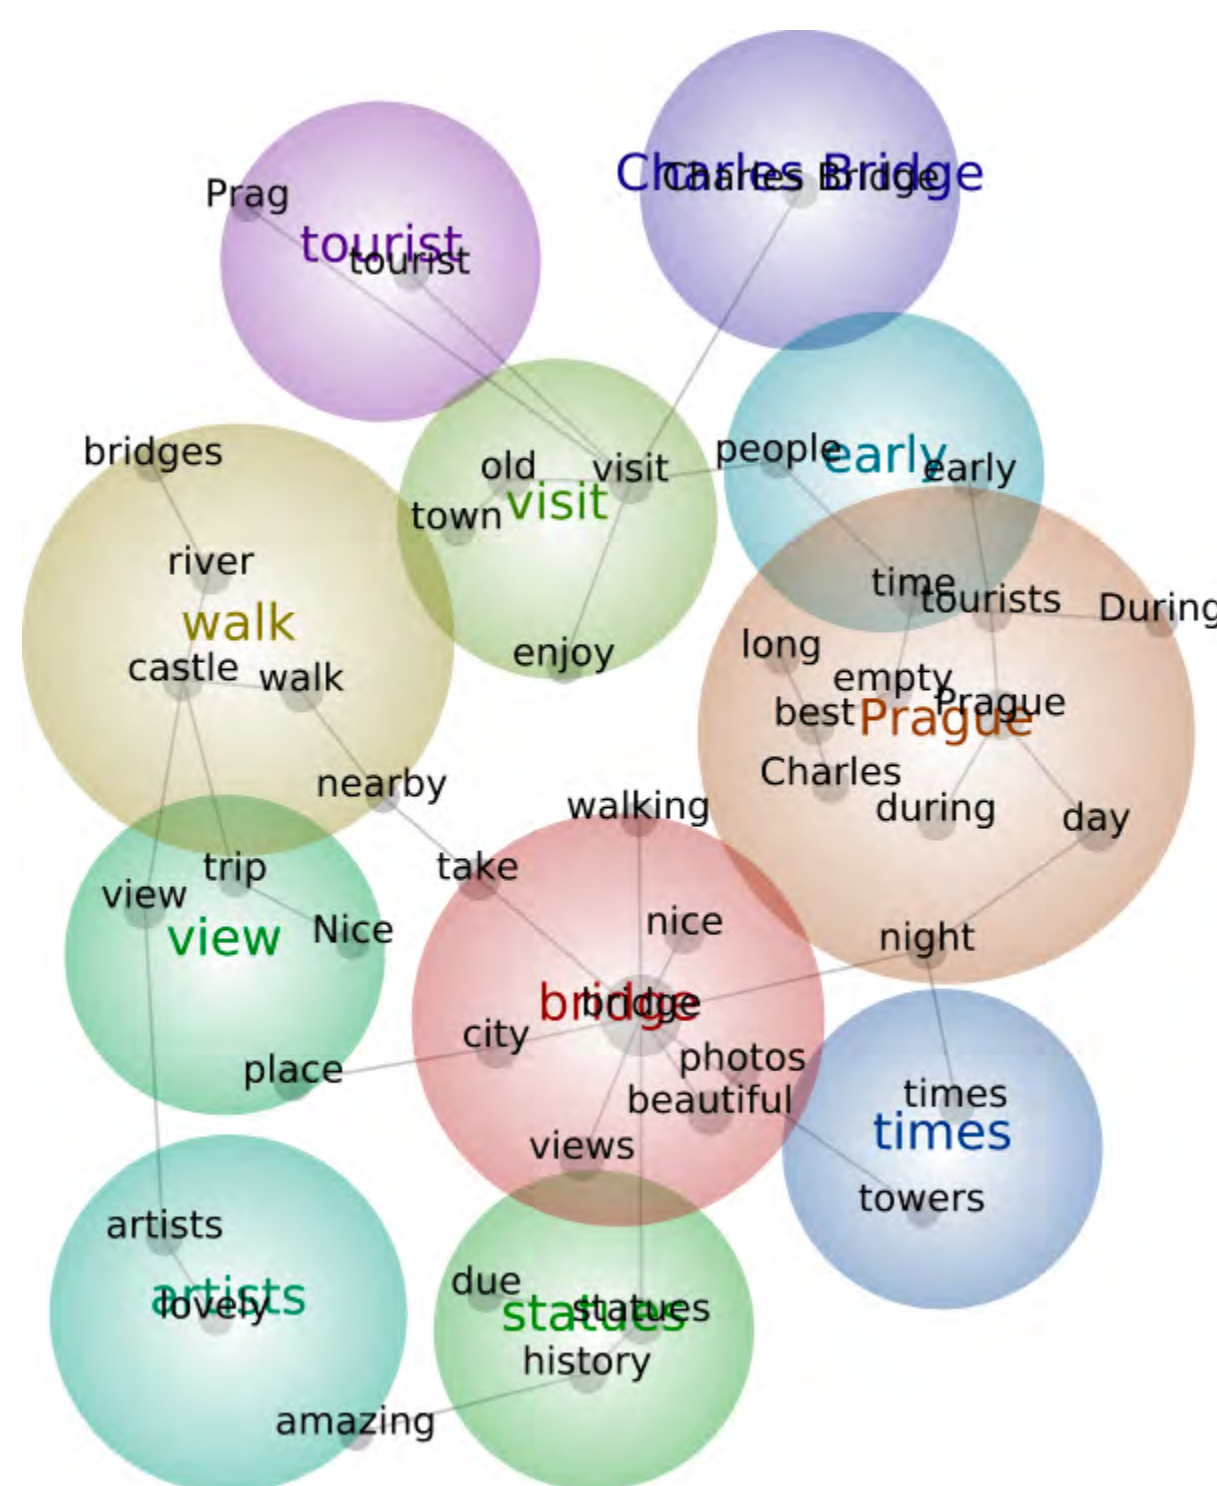 Charles Bridge
Charles Bridge
Prag
tourist
tourist
bridges
old
visit
visit
town
people
early
early
river
walk
castle
walk
enjoy
time
tourists
During
long
empty
Prague
best
Prague
Charles
during
day
nearby
walking
take
trip
view
Nice
view
nice
night
bridge
bridge
city
photos
place
beautiful
views
times
times
towers
artists
artists
lovely
due
statues
statues
history
amazing